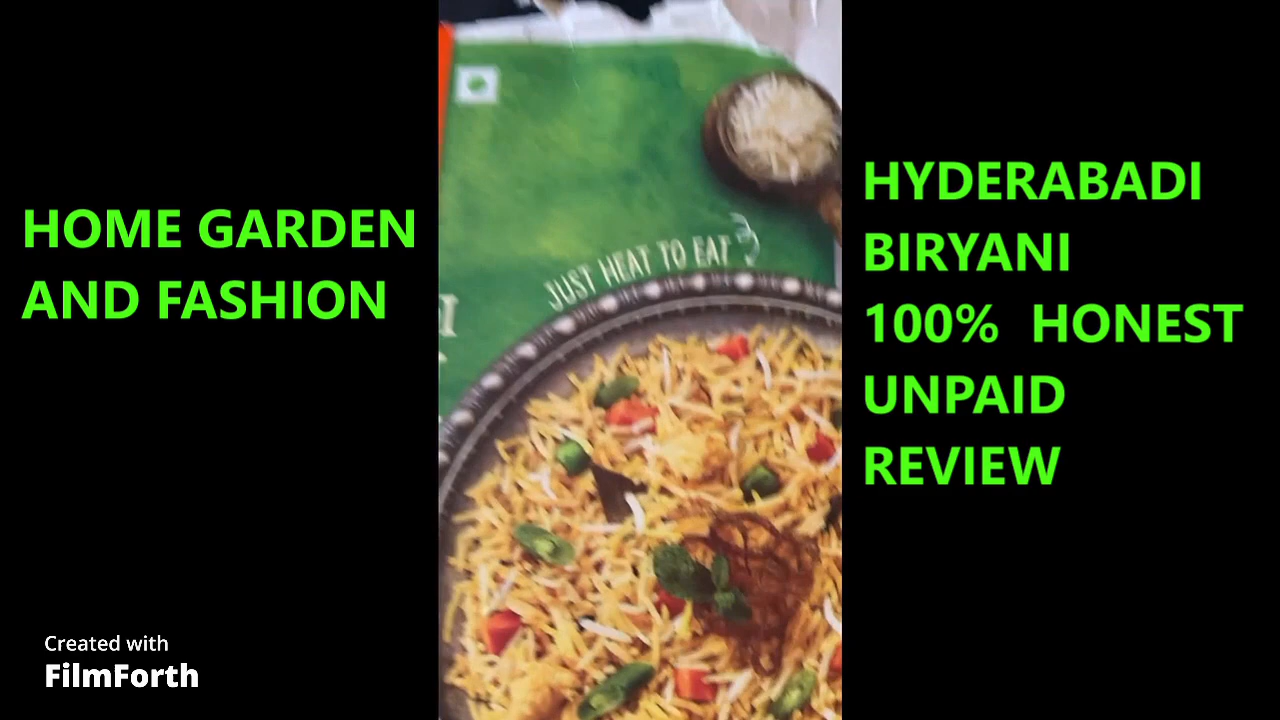 HOME GARDEN
AND FASHION
JUST HEAT TO EAT
HYDERABADI
BIRYANI
100% HONEST
UNPAID
REVIEW
Created with
FilmForth